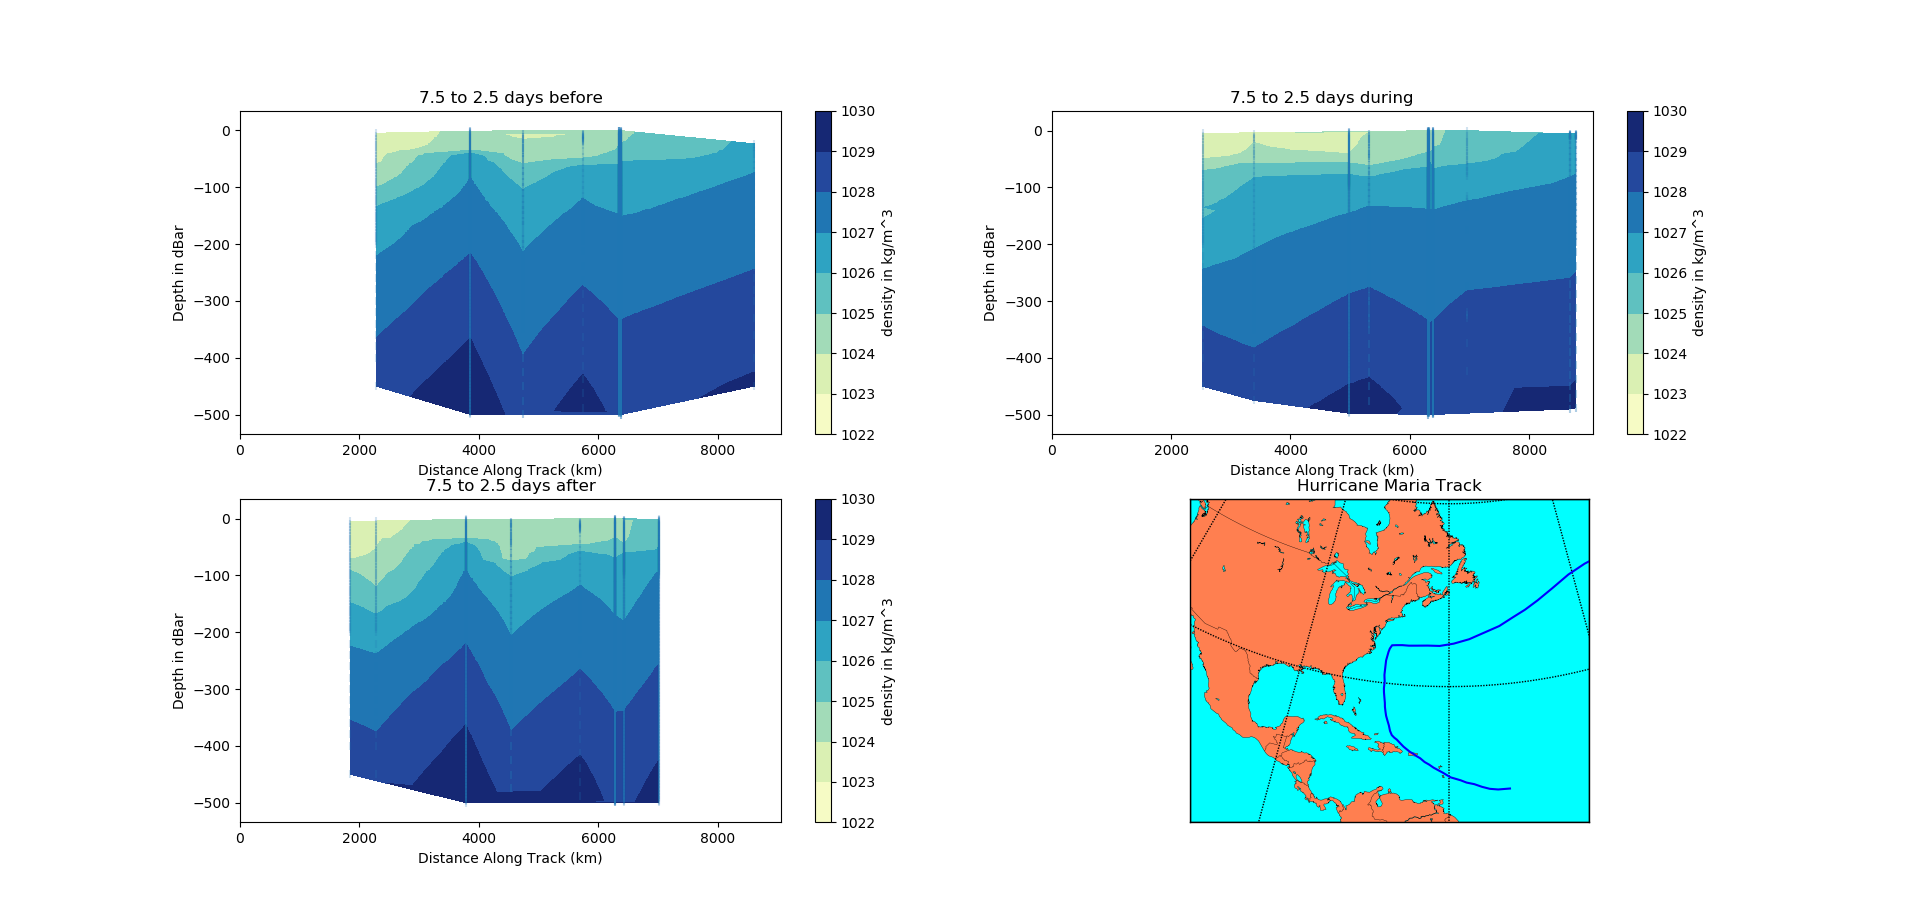 7.5 to 2.5 days before
0
−100
−200
−300
−400
−500
Depth in dBar
0 2000 4000 6000 8000
Distance Along Track (km)
1030
1029
1028
1027
1026
1025
1024
1023
1022
density in kg/m^3
7.5 to 2.5 days during
0
−100
−200
−300
−400
−500
Depth in dBar
0 2000 4000 6000 8000
Distance Along Track (km)
1030
1029
1028
1027
1026
1025
1024
1023
1022
density in kg/m^3
7.5 to 2.5 days after
0
−100
−200
−300
−400
−500
Depth in dBar
0 2000 4000 6000 8000
Distance Along Track (km)
1030
1029
1028
1027
1026
1025
1024
1023
1022
density in kg/m^3
Hurricane Maria Track